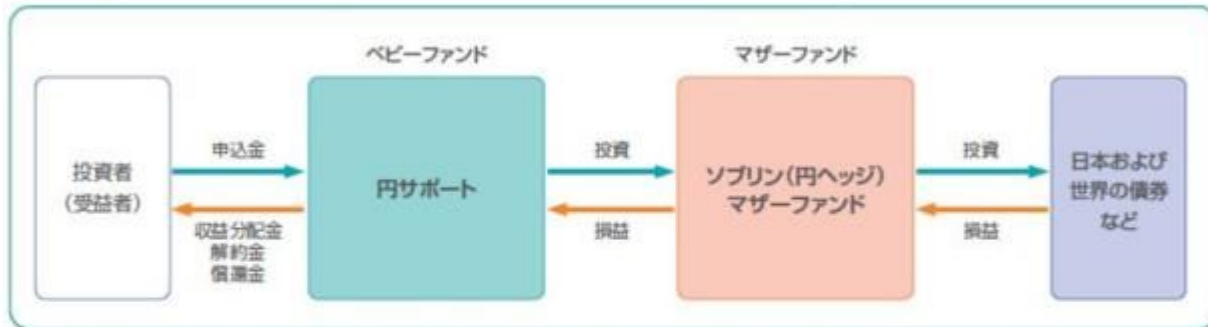 ベビーファンド
マザーファンド
投資者
（受益者）
申込金
収益分配金
解約金
償還金
円サポート
投資
損益
ソブリン（円ヘッジ）
マザーファンド
投資
損益
日本および
世界の債券
など